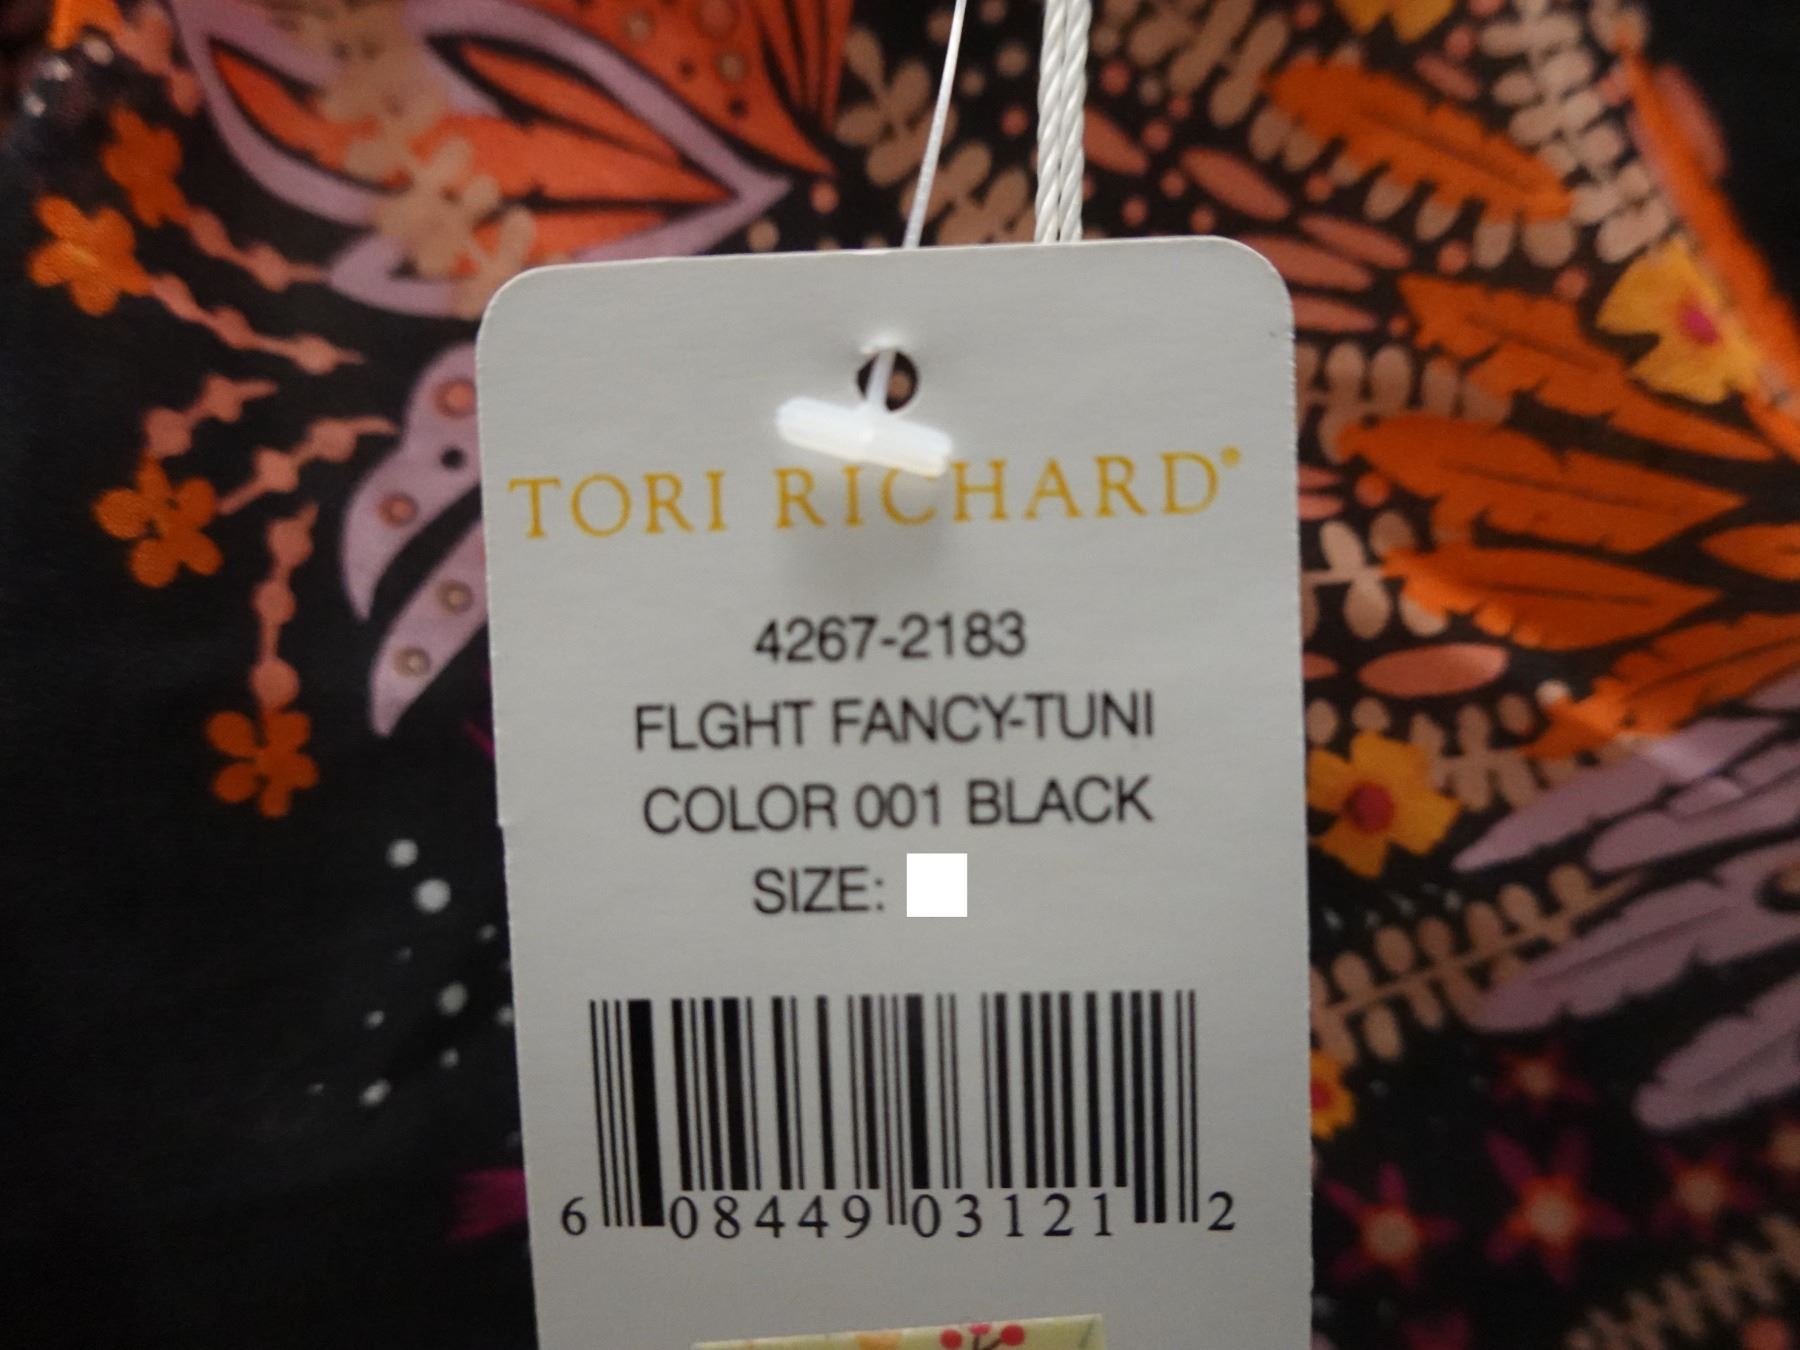 TORI RICHARD®
4267-2183
FLGHT FANCY-TUNI
COLOR 001 BLACK
SIZE:
6 08449 03121 2